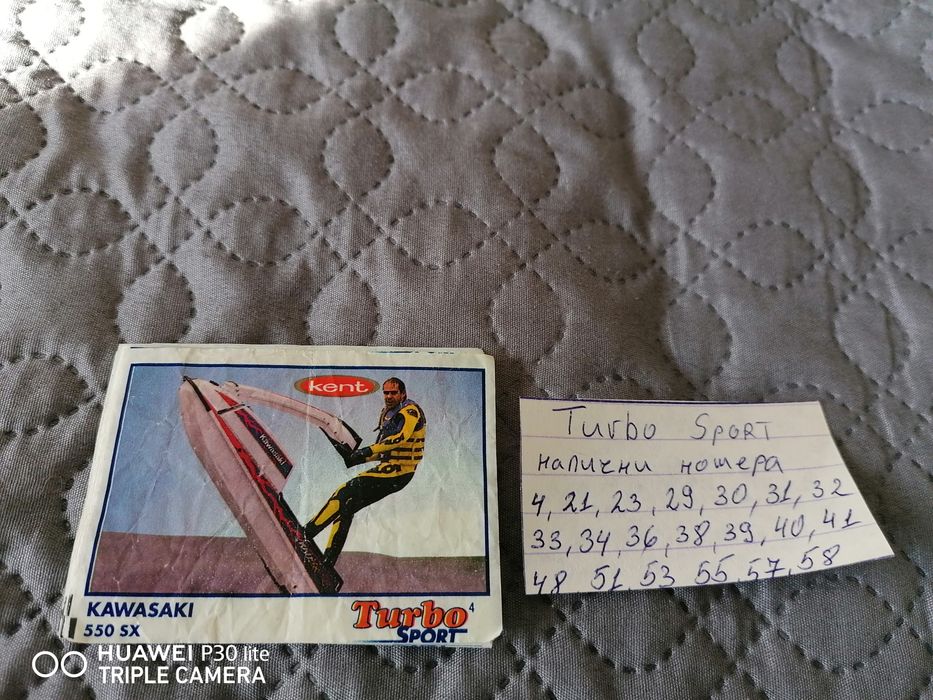 kent
Kawasaki
KAWASAKI
550 SX
Turbo 4
SPORT
Turbo SPORT
налични номера
4, 21, 23, 29, 30, 31, 32
33, 34, 36, 38, 39, 40, 41
48 51, 53 55, 57, 58
HUAWEI P30 lite
TRIPLE CAMERA